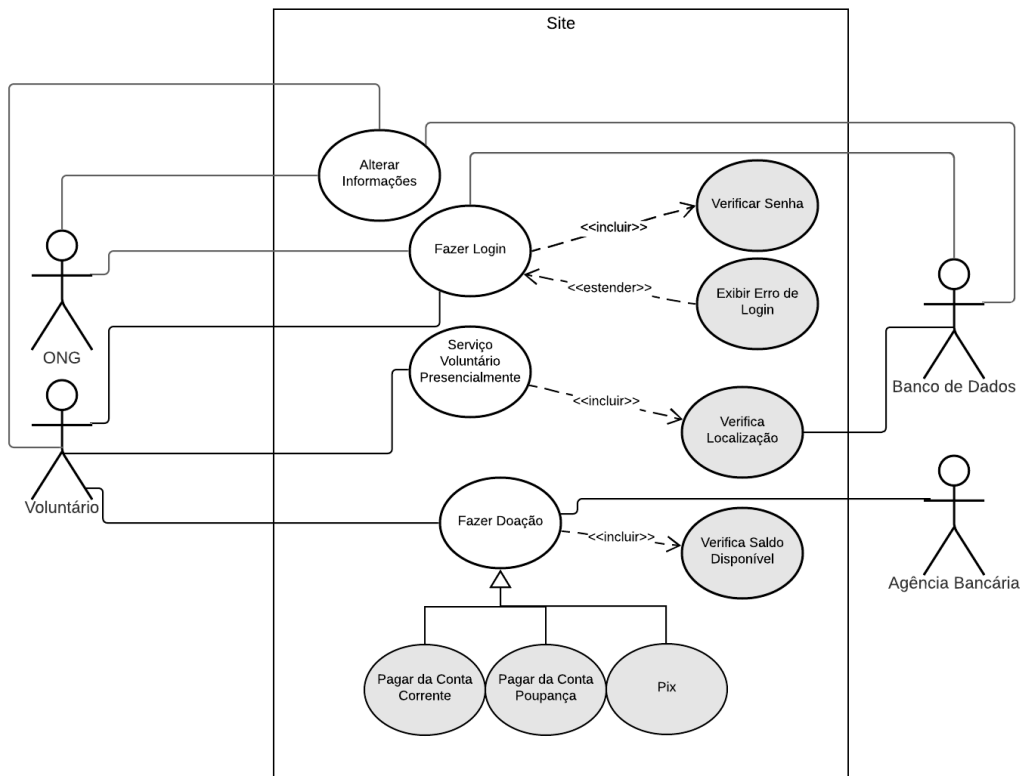 Site
Alterar
Informações
Verificar Senha
<<incluir>>
Fazer Login
<<estender>>
Exibir Erro de
Login
ONG
Serviço
Voluntário
Presencialmente
Banco de Dados
<<incluir>>
Verifica
Localização
Voluntário
Fazer Doação
<<incluir>>
Verifica Saldo
Disponível
Agência Bancária
Pagar da Conta
Corrente
Pagar da Conta
Poupança
Pix